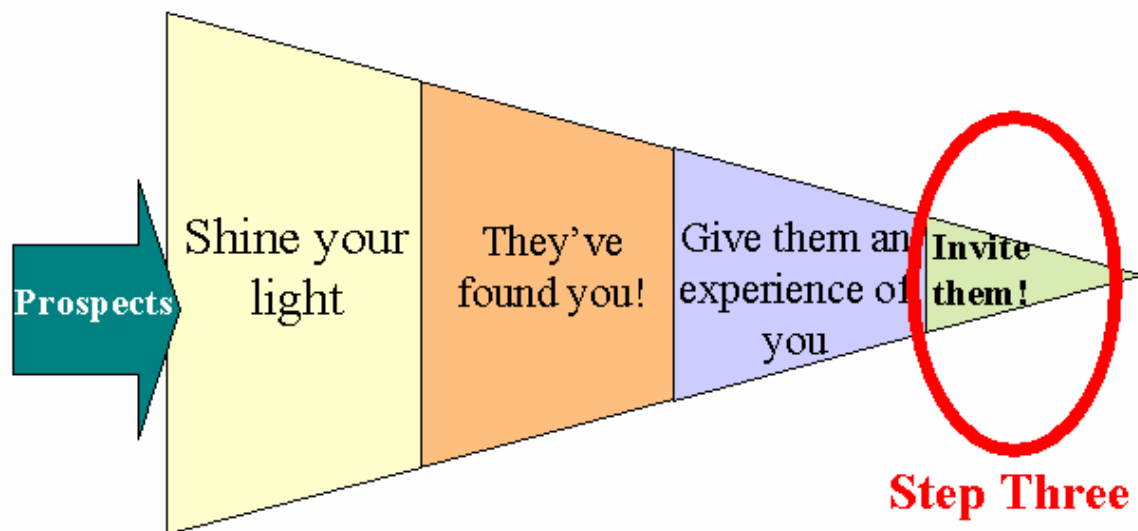 Prospects
Shine your
light
They’ve
found you!
Give them an
experience of
you
Invite
them!
Step Three